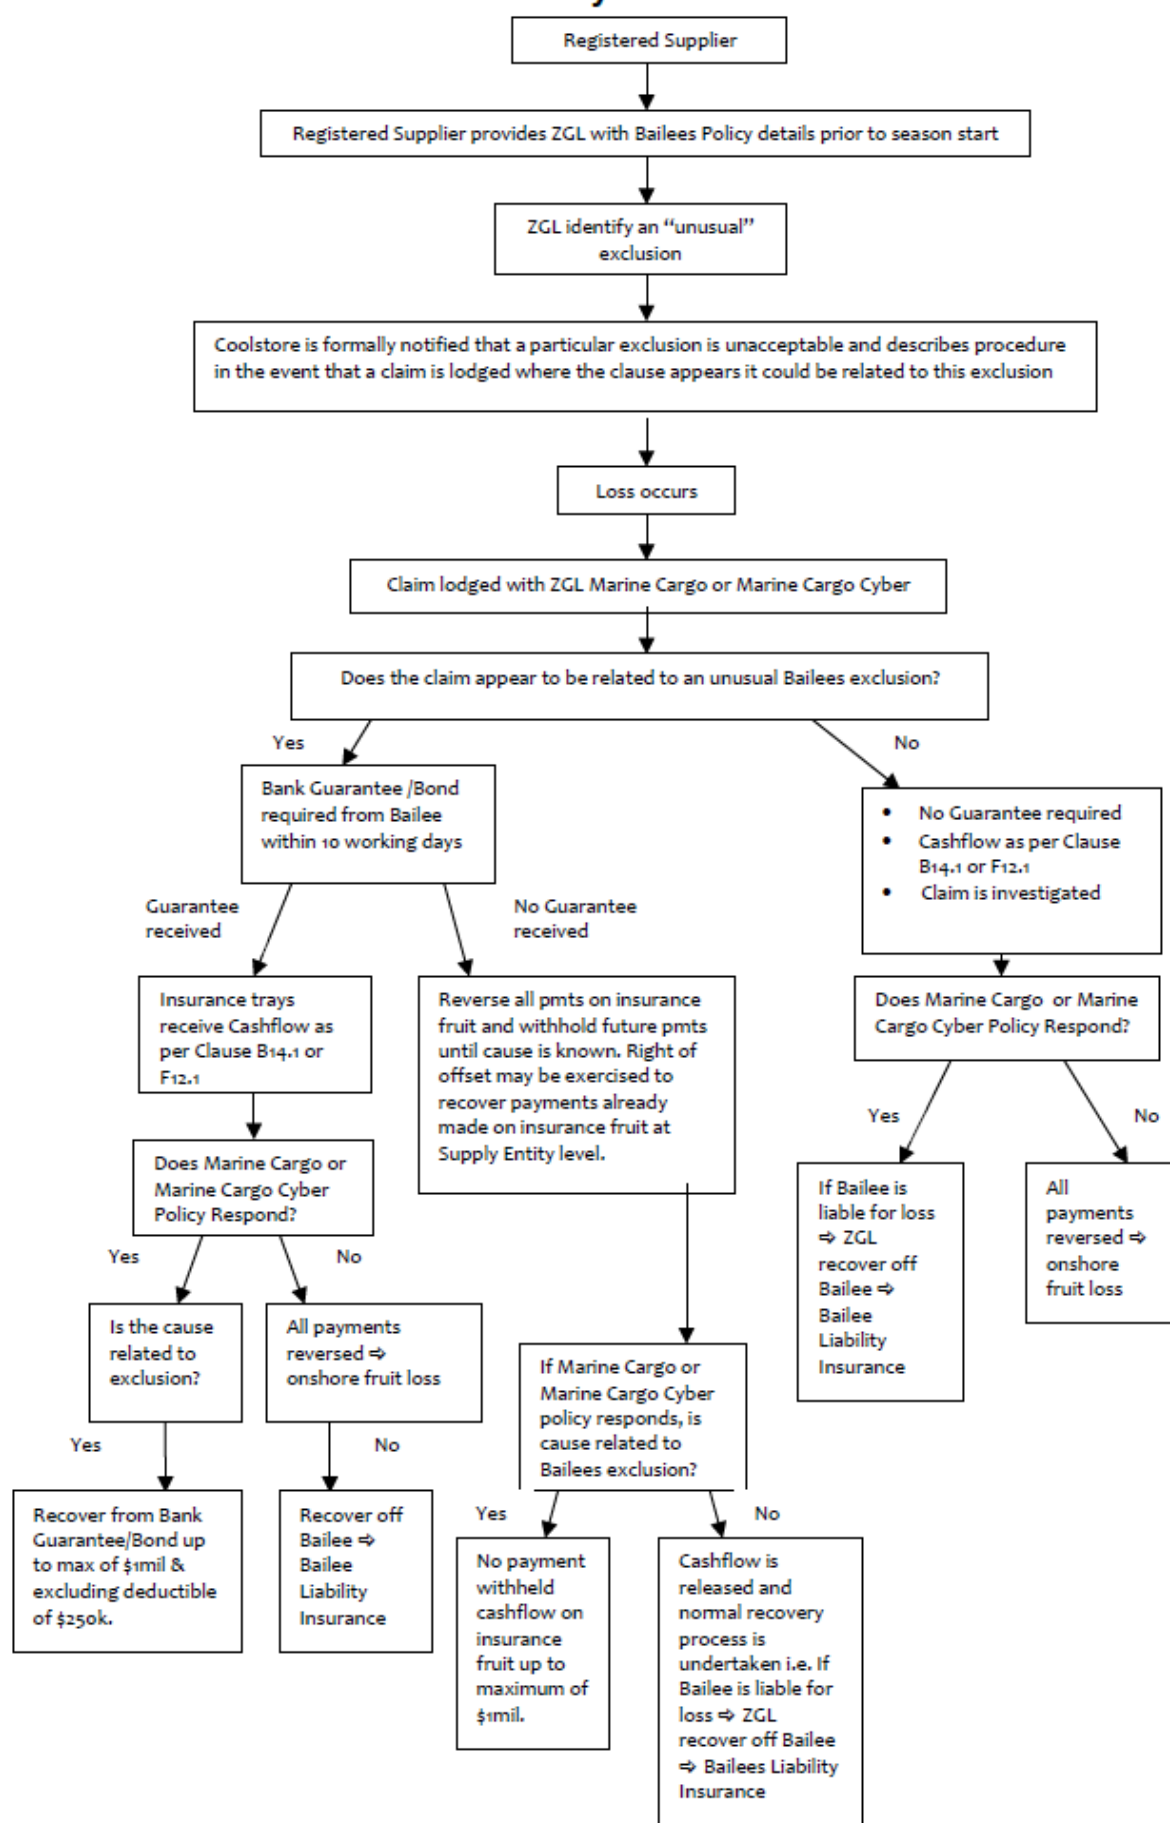 Registered Supplier
Registered Supplier provides ZGL with Bailees Policy details prior to season start
ZGL identify an “unusual”
exclusion
Coolstore is formally notified that a particular exclusion is unacceptable and describes procedure
in the event that a claim is lodged where the clause appears it could be related to this exclusion
Loss occurs
Claim lodged with ZGL Marine Cargo or Marine Cargo Cyber
Does the claim appear to be related to an unusual Bailees exclusion?
Yes
No
Bank Guarantee /Bond
required from Bailee
within 10 working days
• No Guarantee required
• Cashflow as per Clause
B14.1 or F12.1
• Claim is investigated
Guarantee
received
No Guarantee
received
Insurance trays
receive Cashflow as
per Clause B14.1 or
F12.1
Reverse all pmts on insurance
fruit and withhold future pmts
until cause is known. Right of
offset may be exercised to
recover payments already
made on insurance fruit at
Supply Entity level.
Does Marine Cargo or Marine
Cargo Cyber Policy Respond?
Yes
No
Does Marine Cargo or
Marine Cargo Cyber
Policy Respond?
If Bailee is
liable for loss
⇨ ZGL
recover off
Bailee ⇨
Bailee
Liability
Insurance
All
payments
reversed ⇨
onshore
fruit loss
Yes
No
Is the cause
related to
exclusion?
All payments
reversed ⇨
onshore fruit loss
If Marine Cargo or
Marine Cargo Cyber
policy responds, is
cause related to
Bailees exclusion?
Yes
No
Recover from Bank
Guarantee/Bond up
to max of $1mil &
excluding deductible
of $250k.
Recover off
Bailee ⇨
Bailee
Liability
Insurance
Yes
No
No payment
withheld
cashflow on
insurance
fruit up to
maximum of
$1mil.
Cashflow is
released and
normal recovery
process is
undertaken i.e. If
Bailee is liable for
loss ⇨ ZGL
recover off Bailee
⇨ Bailees Liability
Insurance